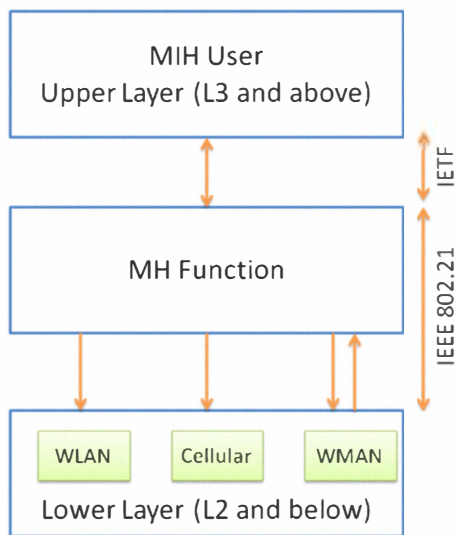 MIH User
Upper Layer (L3 and above)
IETF
MH Function
IEEE 802.21
WLAN
Cellular
WMAN
Lower Layer (L2 and below)